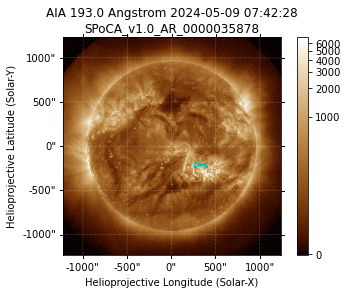 AIA 193.0 Angstrom 2024-05-09 07:42:28
SPoCA_v1.0_AR_0000035878
Helioprojective Latitude (Solar-Y)
1000"
500"
0"
-500"
-1000"
-1000" -500" 0" 500" 1000"
Helioprojective Longitude (Solar-X)
6000
5000
4000
3000
2000
1000
0